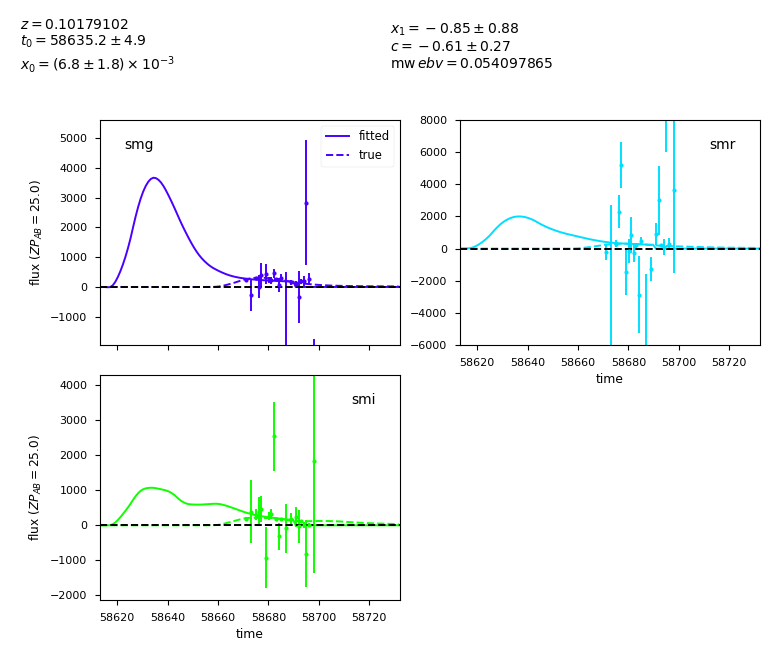 z = 0.10179102
t₀ = 58635.2 ± 4.9
x₀ = (6.8 ± 1.8) × 10⁻³
x₁ = −0.85 ± 0.88
c = −0.61 ± 0.27
mw ebv = 0.054097865
flux (ZP_AB = 25.0)
5000
4000
3000
2000
1000
0
−1000
smg
fitted
true
8000
6000
4000
2000
0
−2000
−4000
−6000
smr
58620 58640 58660 58680 58700 58720
time
flux (ZP_AB = 25.0)
4000
3000
2000
1000
0
−1000
−2000
smi
58620 58640 58660 58680 58700 58720
time